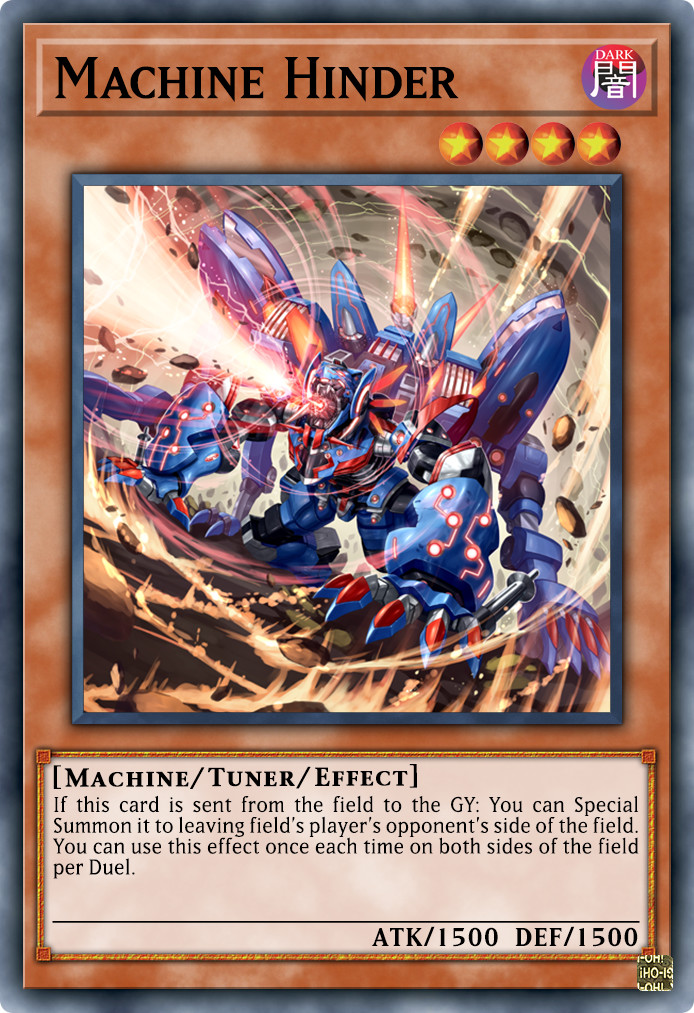 Machine Hinder
DARK
闇
[Machine/Tuner/Effect]
If this card is sent from the field to the GY: You can Special
Summon it to leaving field's player's opponent's side of the field.
You can use this effect once each time on both sides of the field
per Duel.
ATK/1500 DEF/1500